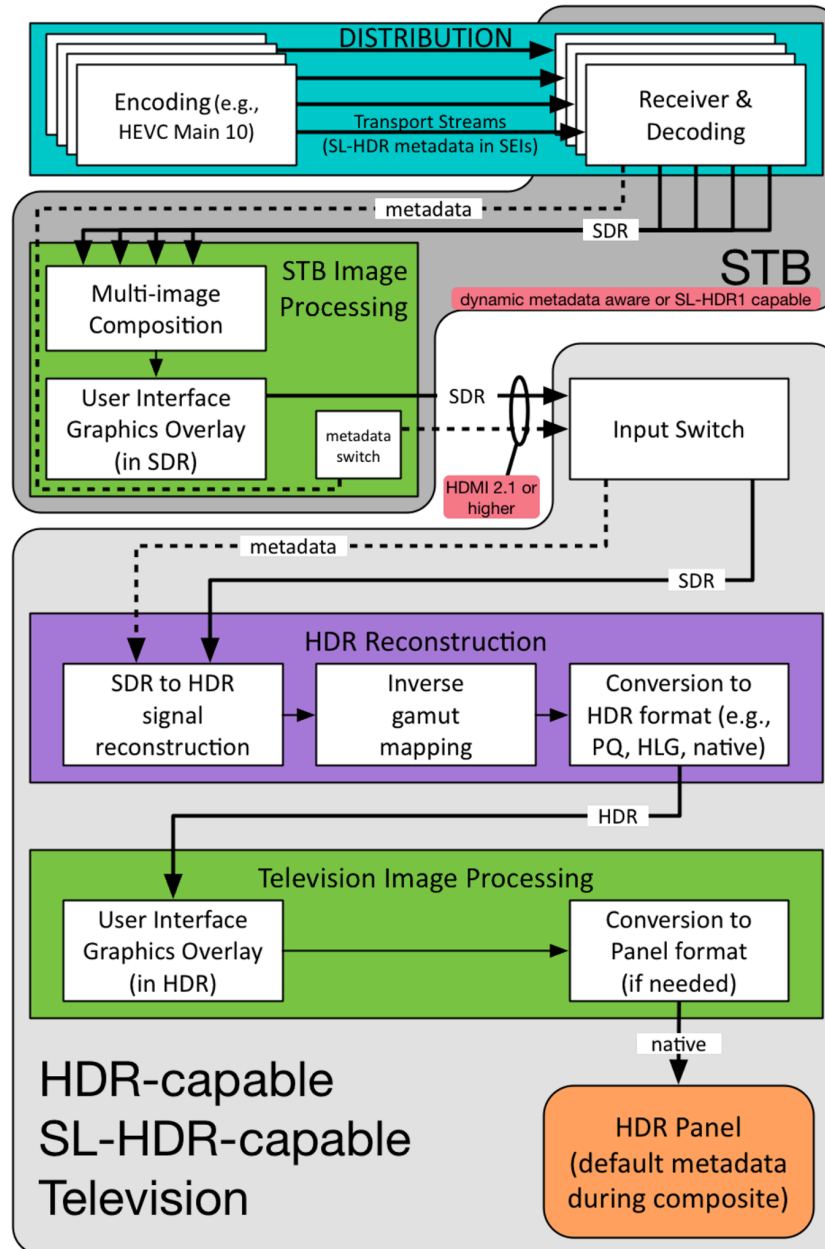 DISTRIBUTION
Encoding (e.g.,
HEVC Main 10)
Transport Streams
(SL-HDR metadata in SEIs)
Receiver &
Decoding
metadata
SDR
STB Image
Processing
STB
dynamic metadata aware or SL-HDR1 capable
Multi-image
Composition
User Interface
Graphics Overlay
(in SDR)
metadata
switch
SDR
HDMI 2.1 or
higher
Input Switch
metadata
SDR
HDR Reconstruction
SDR to HDR
signal
reconstruction
Inverse
gamut
mapping
Conversion to
HDR format (e.g.,
PQ, HLG, native)
HDR
Television Image Processing
User Interface
Graphics Overlay
(in HDR)
Conversion to
Panel format
(if needed)
native
HDR-capable
SL-HDR-capable
Television
HDR Panel
(default metadata
during composite)